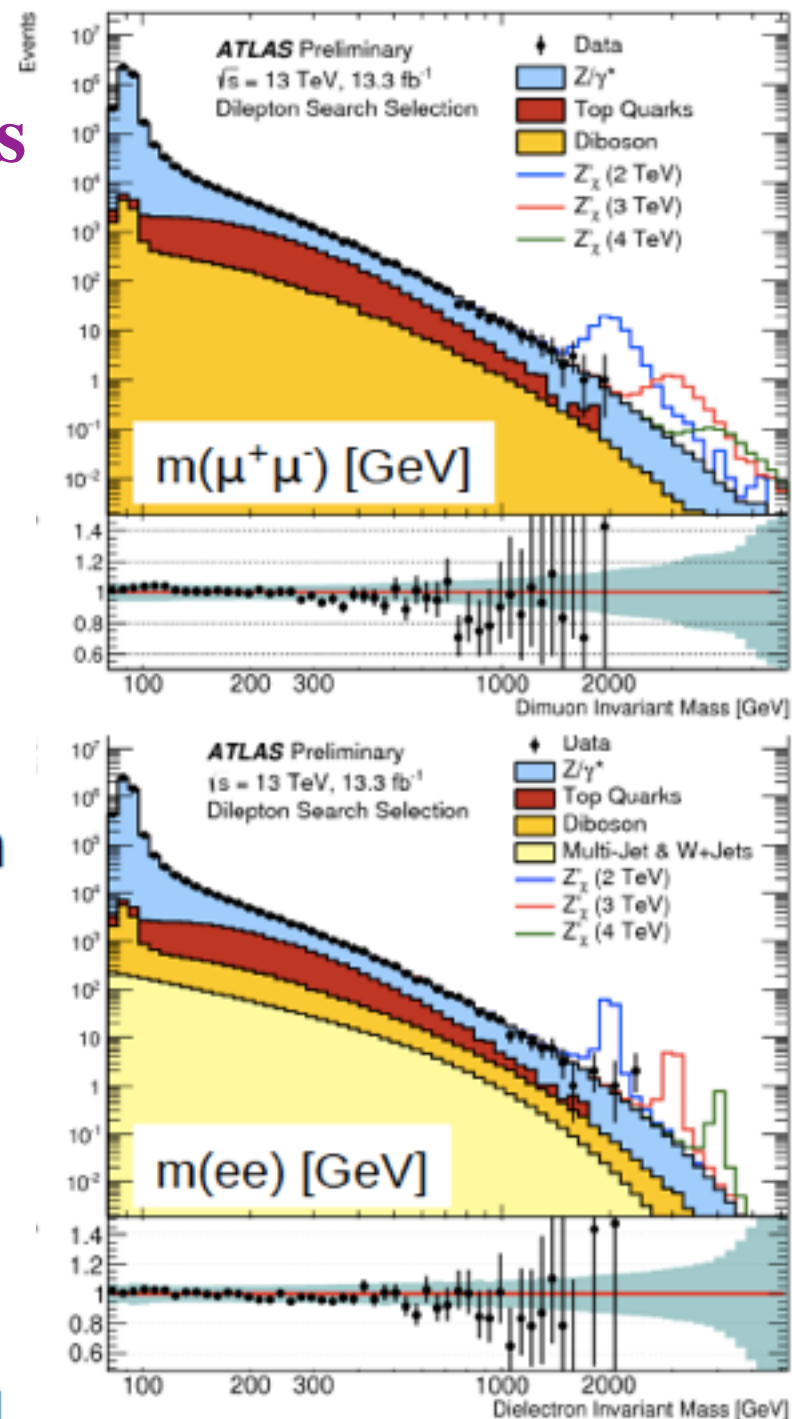 s
Events
10⁷
10⁶
10⁵
10⁴
10³
10²
10
1
10⁻¹
10⁻²
ATLAS Preliminary
√s = 13 TeV, 13.3 fb⁻¹
Dilepton Search Selection
Data
Z/γ*
Top Quarks
Diboson
Z'χ (2 TeV)
Z'χ (3 TeV)
Z'χ (4 TeV)
m(μ⁺μ⁻) [GeV]
1.4
1.2
1
0.8
0.6
100 200 300 1000 2000
Dimuon Invariant Mass [GeV]
10⁷
10⁶
10⁵
10⁴
10³
10²
10
1
10⁻¹
10⁻²
ATLAS Preliminary
√s = 13 TeV, 13.3 fb⁻¹
Dilepton Search Selection
Data
Z/γ*
Top Quarks
Diboson
Multi-Jet & W+Jets
Z'χ (2 TeV)
Z'χ (3 TeV)
Z'χ (4 TeV)
m(ee) [GeV]
1.4
1.2
1
0.8
0.6
100 200 300 1000 2000
Dielectron Invariant Mass [GeV]